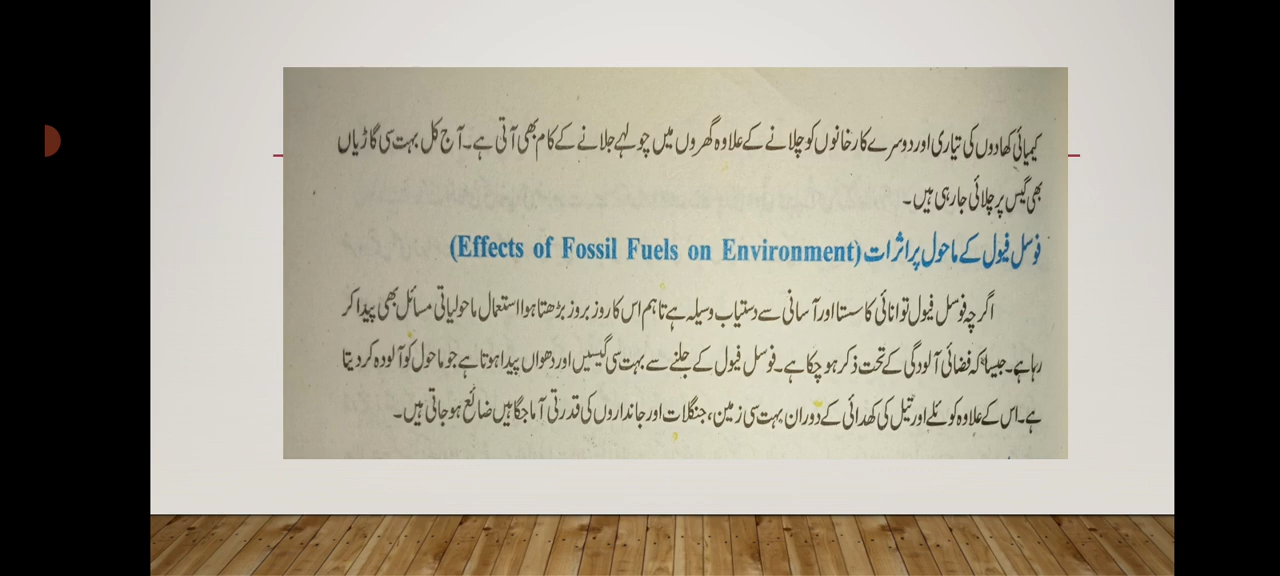 کیمیائی کھادوں کی تیاری اور دوسرے کارخانوں کو چلانے کے علاوہ گھروں میں چولہے جلانے کے کام بھی آتی ہے۔ آج کل بہت سی گاڑیاں
بھی گیس پر چلائی جا رہی ہیں۔
فوسل فیول کے ماحول پر اثرات (Effects of Fossil Fuels on Environment)
اگرچہ فوسل فیول توانائی کا سستا اور آسانی سے دستیاب وسیلہ ہے تاہم اس کا روز بروز بڑھتا ہوا استعمال ماحولیاتی مسائل بھی پیدا کر
رہا ہے۔ جیسا کہ فضائی آلودگی کے تحت ذکر ہو چکا ہے۔ فوسل فیول کے جلنے سے بہت سی گیسیں اور دھواں پیدا ہوتا ہے جو ماحول کو آلودہ کر دیتا
ہے۔ اس کے علاوہ کوئلے اور تیل کی کھدائی کے دوران بہت سی زمین، جنگلات اور جانداروں کی قدرتی آماجگاہیں ضائع ہو جاتی ہیں۔